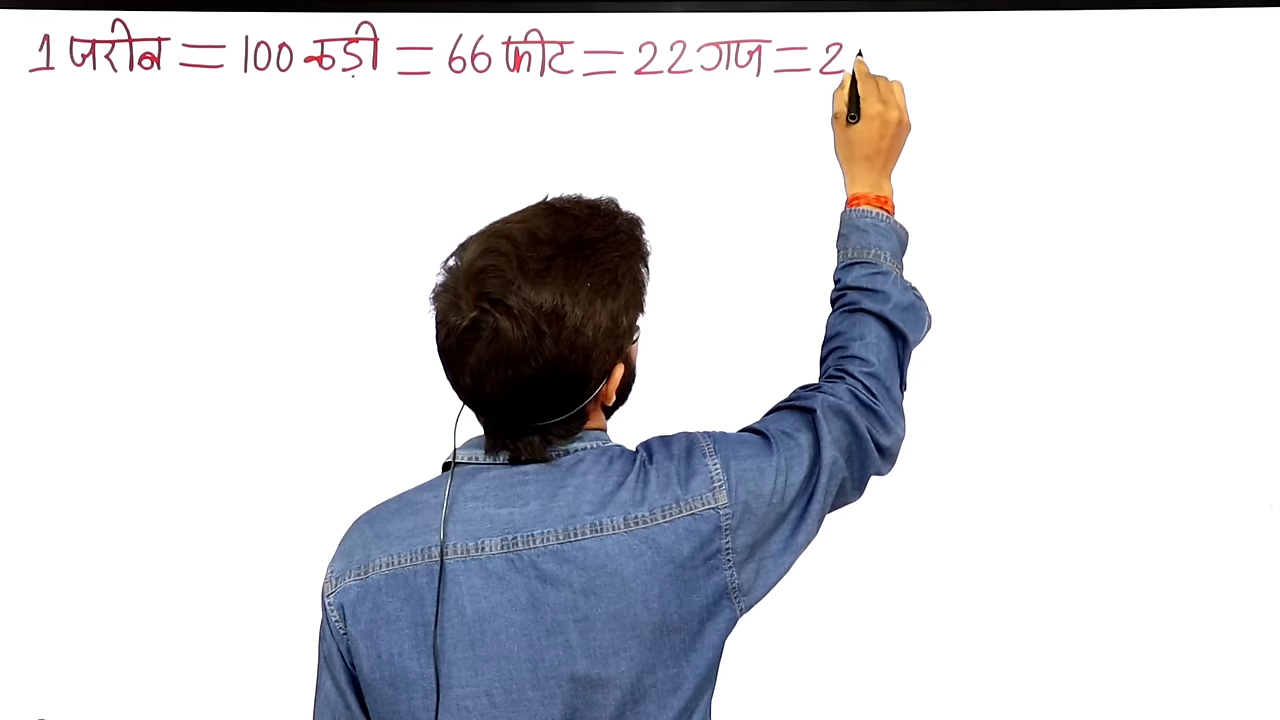 1 जरीब = 100 कड़ी = 66 फीट = 22 गज = 2